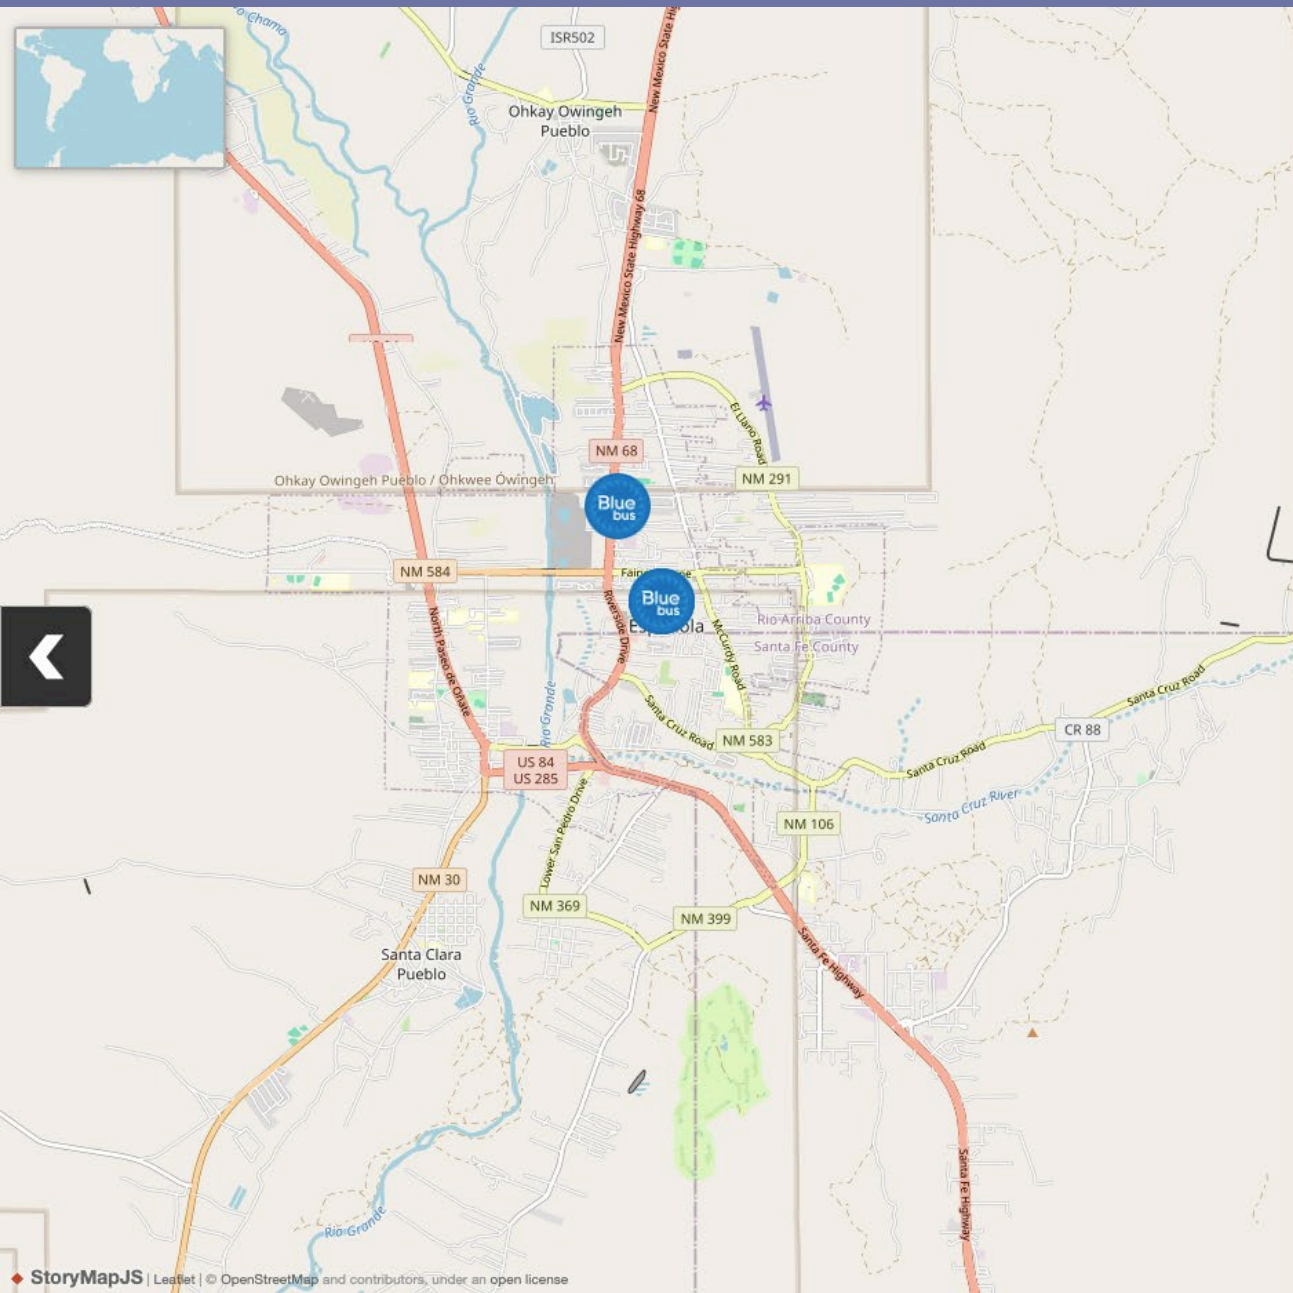 Rio Grande
New Mexico State
ISR502
Ohkay Owingeh
Pueblo
New Mexico State Highway 68
El Llano Road
NM 68
Ohkay Owingeh Pueblo / Ohkwee Ówîngeh
NM 291
Blue
bus
NM 584
Blue
bus
Riverside Drive
Rio Arriba County
Santa Fe County
North Paseo de Oñate
McCurdy Road
Santa Cruz Road
Rio Grande
Santa Cruz Road
NM 583
CR 88
US 84
US 285
Santa Cruz Road
Santa Cruz River
Lower San Pedro Drive
NM 106
NM 30
NM 369
NM 399
Santa Clara
Pueblo
Santa Fe Highway
Santa Fe Highway
Rio Grande
StoryMapJS | Leaflet | © OpenStreetMap and contributors, under an open license